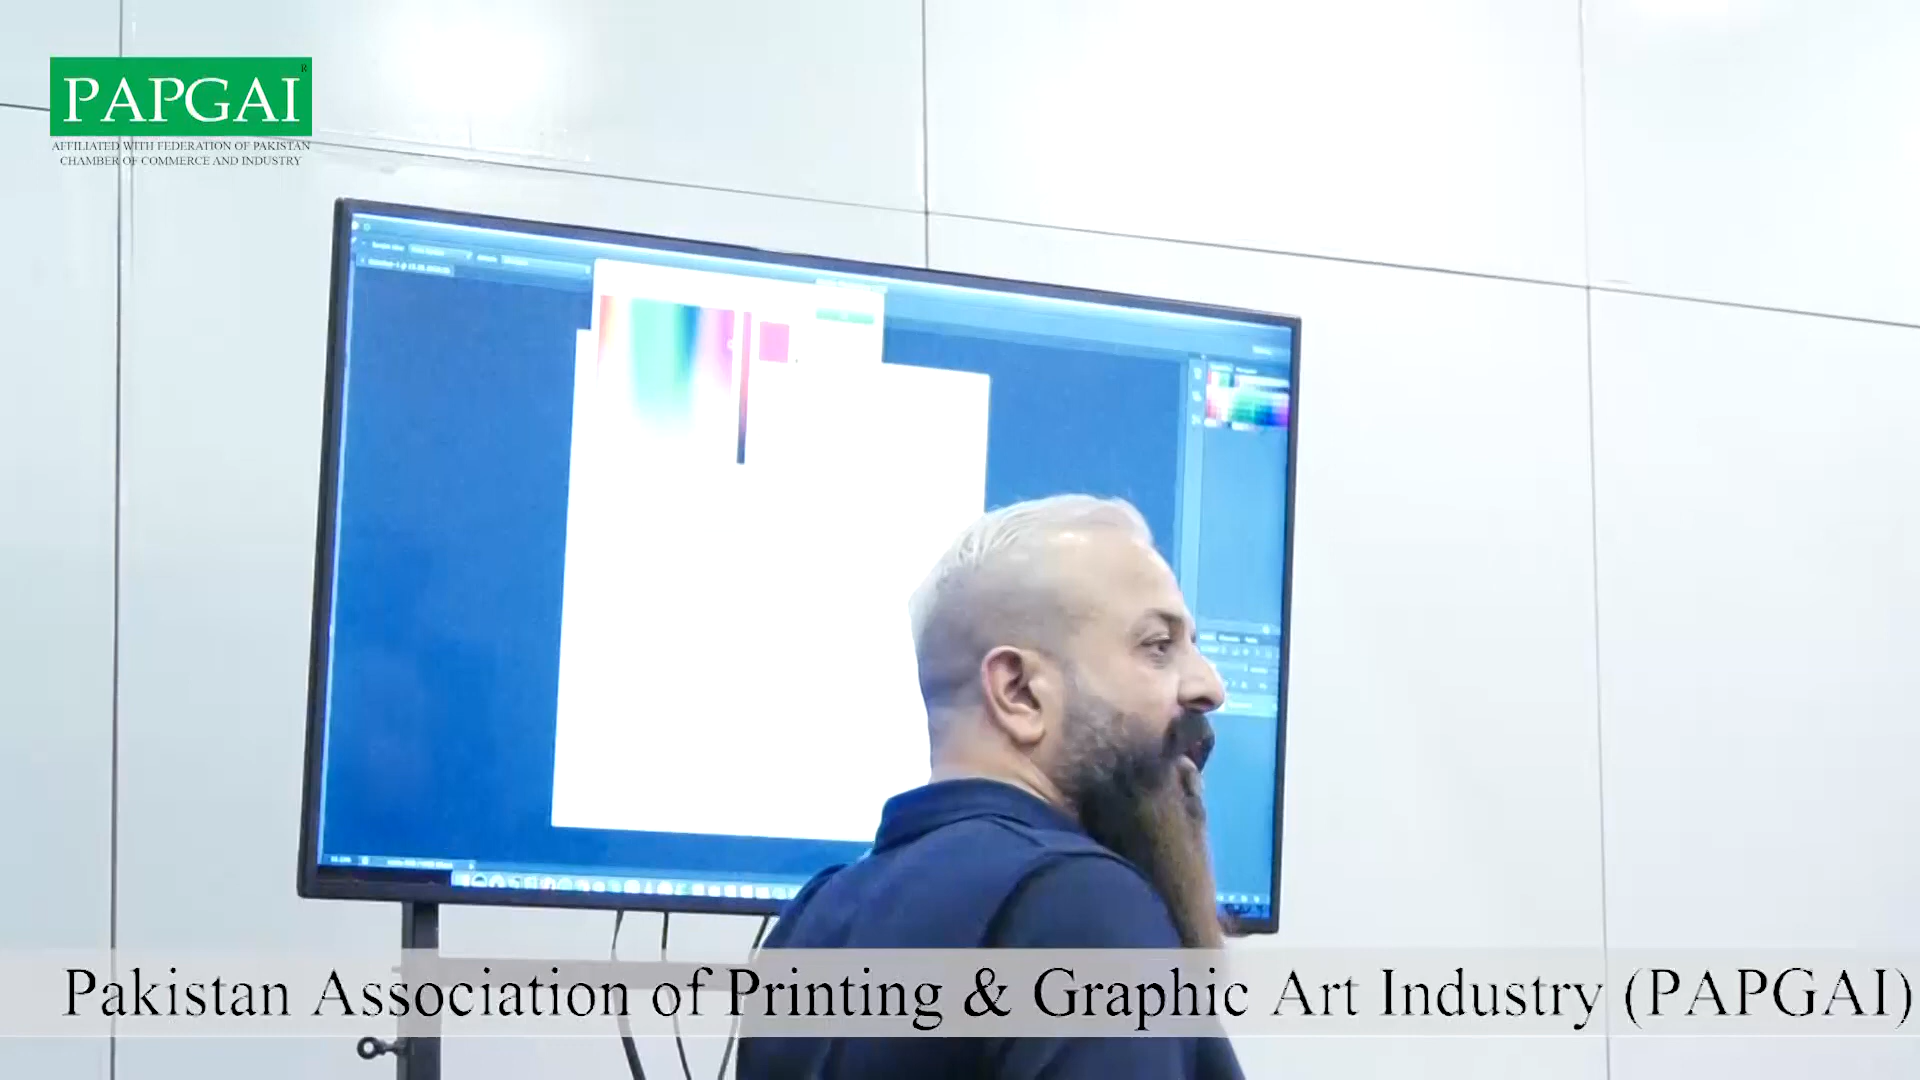 PAPGAI®
AFFILIATED WITH FEDERATION OF PAKISTAN
CHAMBER OF COMMERCE AND INDUSTRY
Pakistan Association of Printing & Graphic Art Industry (PAPGAI)